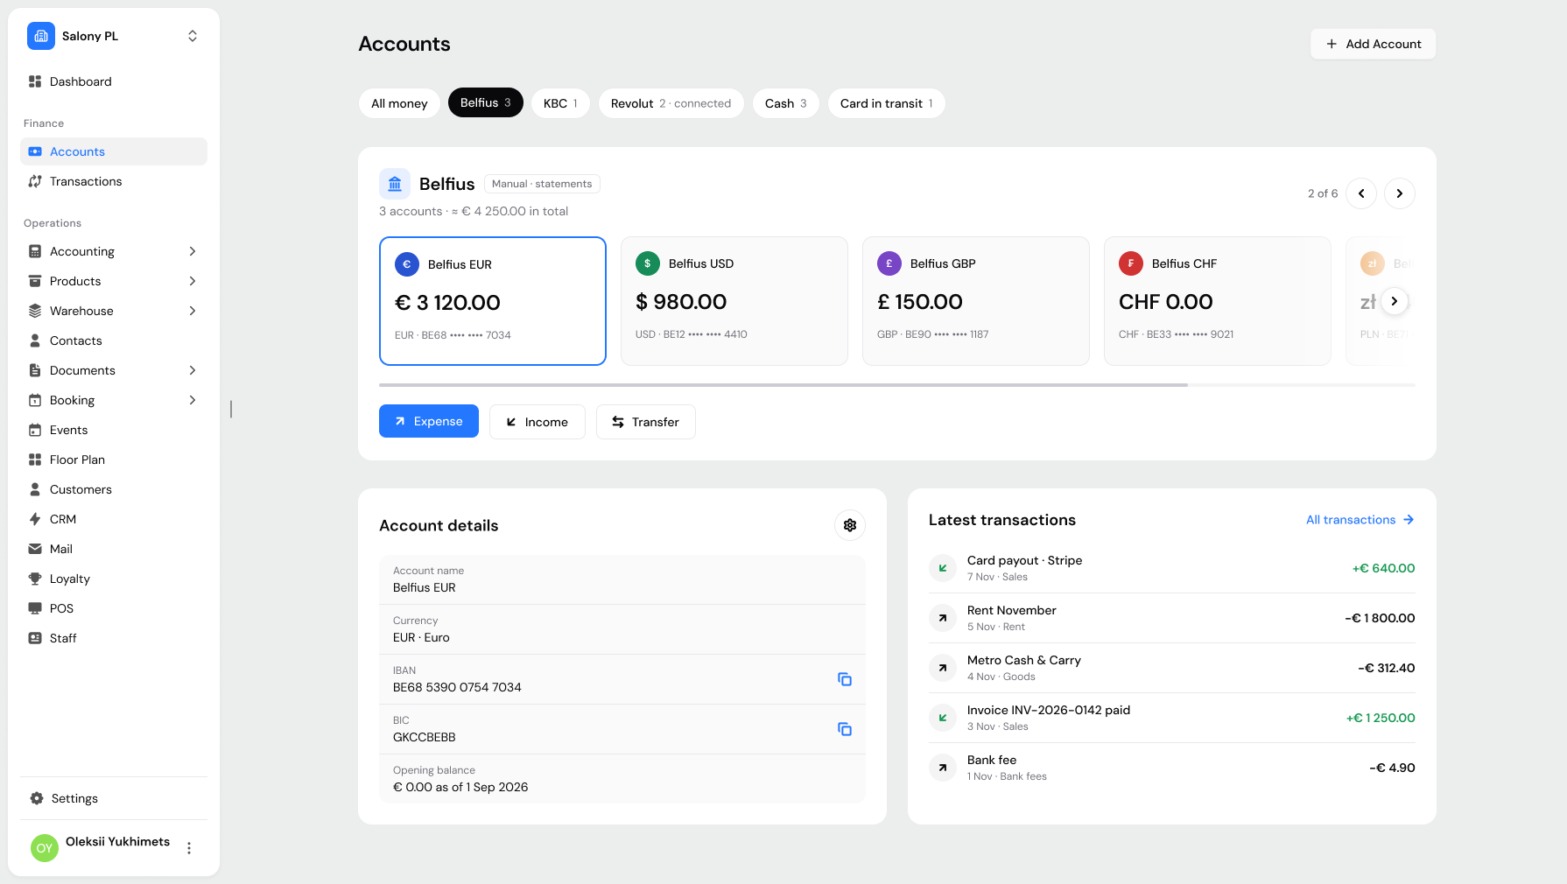 Salony PL
Dashboard
Finance
Accounts
Transactions
Operations
Accounting
Products
Warehouse
Contacts
Documents
Booking
Events
Floor Plan
Customers
CRM
Mail
Loyalty
POS
Staff
Settings
OY Oleksii Yukhimets
Accounts
+ Add Account
All money
Belfius 3
KBC 1
Revolut 2 · connected
Cash 3
Card in transit 1
Belfius Manual · statements
3 accounts · ≈ € 4 250.00 in total
2 of 6
€ Belfius EUR
€ 3 120.00
EUR · BE68 •••• •••• 7034
$ Belfius USD
$ 980.00
USD · BE12 •••• •••• 4410
£ Belfius GBP
£ 150.00
GBP · BE90 •••• •••• 1187
₣ Belfius CHF
CHF 0.00
CHF · BE33 •••• •••• 9021
zł
zł
PLN
Expense
Income
Transfer
Account details
Account name
Belfius EUR
Currency
EUR · Euro
IBAN
BE68 5390 0754 7034
BIC
GKCCBEBB
Opening balance
€ 0.00 as of 1 Sep 2026
Latest transactions
All transactions →
Card payout · Stripe
7 Nov · Sales
+€ 640.00
Rent November
5 Nov · Rent
−€ 1 800.00
Metro Cash & Carry
4 Nov · Goods
−€ 312.40
Invoice INV-2026-0142 paid
3 Nov · Sales
+€ 1 250.00
Bank fee
1 Nov · Bank fees
−€ 4.90